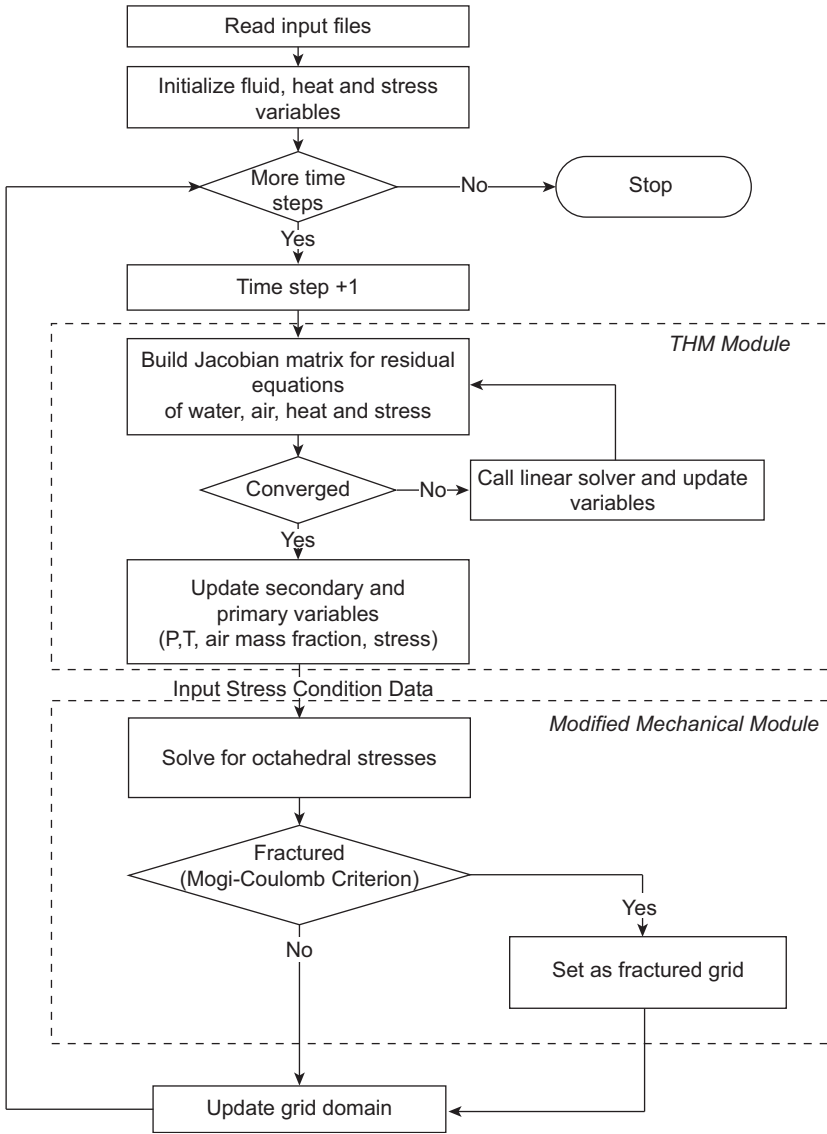 Read input files
Initialize fluid, heat and stress
variables
More time
steps
No
Stop
Yes
Time step +1
THM Module
Build Jacobian matrix for residual
equations
of water, air, heat and stress
Converged
No
Call linear solver and update
variables
Yes
Update secondary and
primary variables
(P,T, air mass fraction, stress)
Input Stress Condition Data
Modified Mechanical Module
Solve for octahedral stresses
Fractured
(Mogi-Coulomb Criterion)
Yes
No
Set as fractured grid
Update grid domain